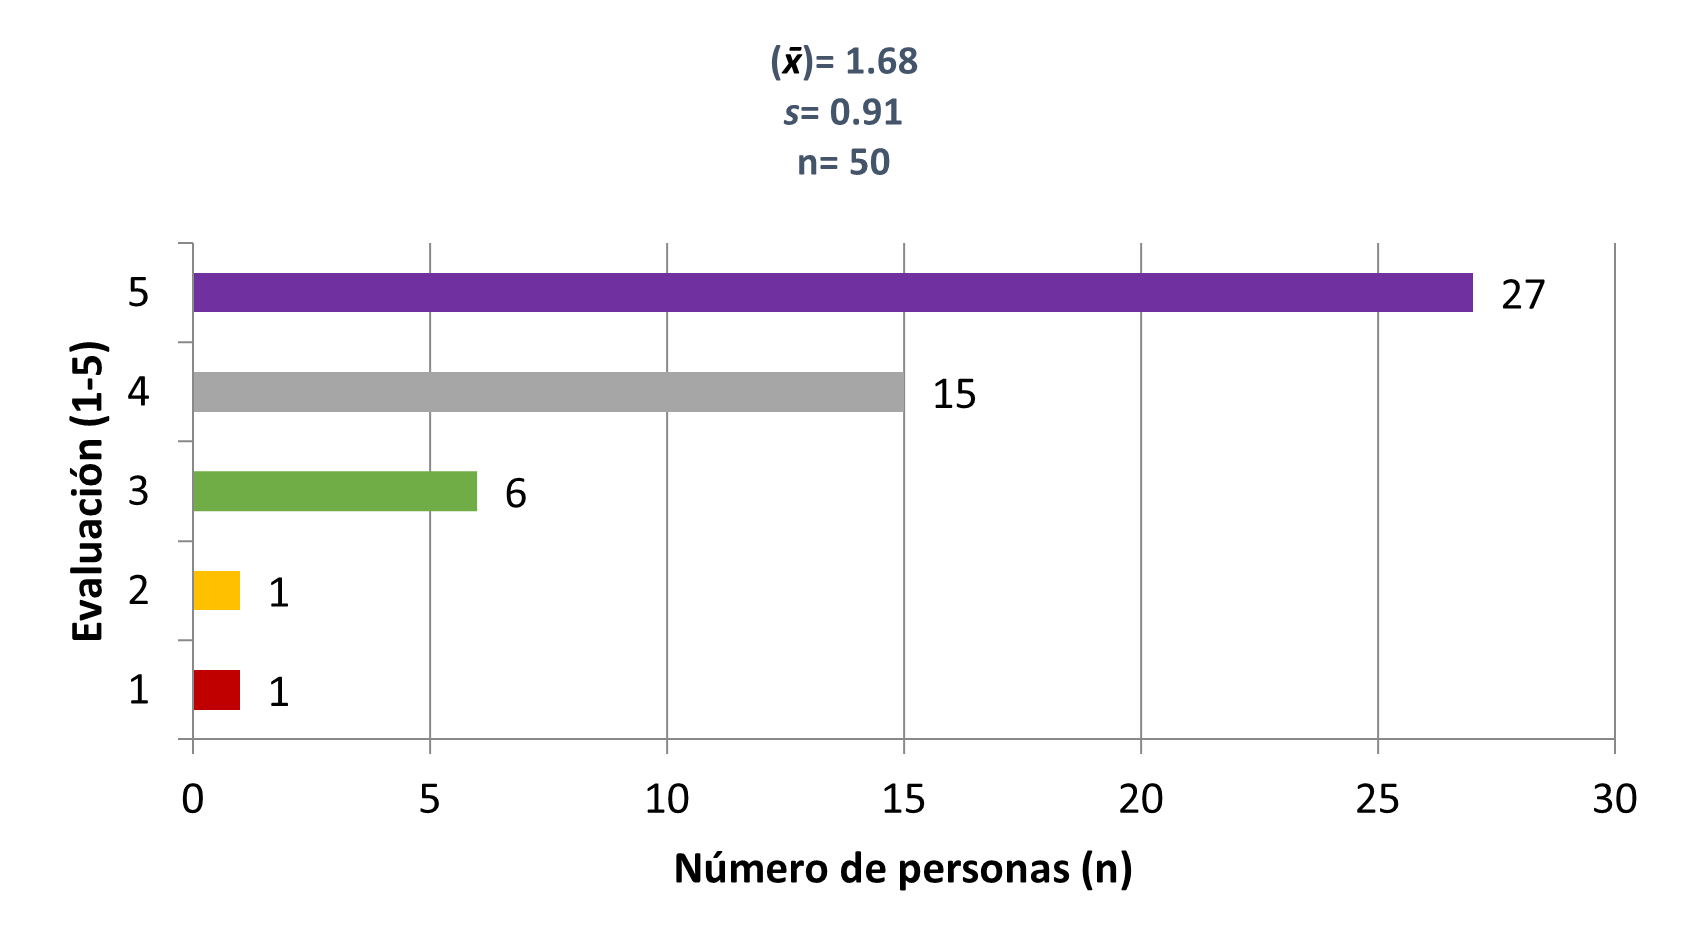 (x̄)= 1.68
s= 0.91
n= 50
Evaluación (1-5)
5
27
4
15
3
6
2
1
1
1
0 5 10 15 20 25 30
Número de personas (n)